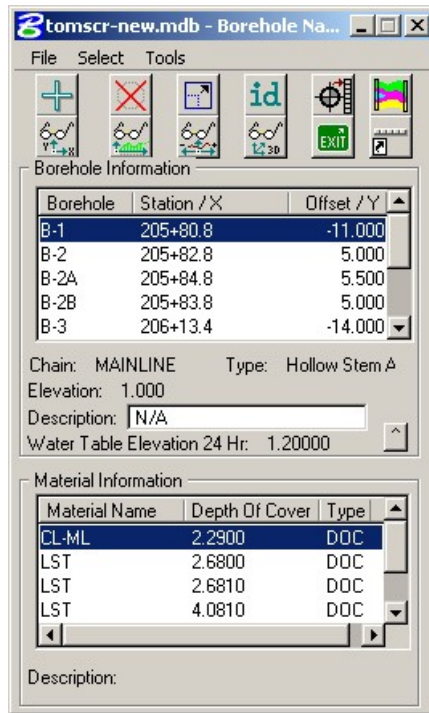 tomscr-new.mdb - Borehole Na...
File Select Tools
id
Y X 3D EXIT
Borehole Information
Borehole Station / X Offset / Y
B-1 205+80.8 -11.000
B-2 205+82.8 5.000
B-2A 205+84.8 5.500
B-2B 205+83.8 5.000
B-3 206+13.4 -14.000
Chain: MAINLINE Type: Hollow Stem A
Elevation: 1.000
Description: N/A
Water Table Elevation 24 Hr: 1.20000
Material Information
Material Name Depth Of Cover Type
CL-ML 2.2900 DOC
LST 2.6800 DOC
LST 2.6810 DOC
LST 4.0810 DOC
Description: